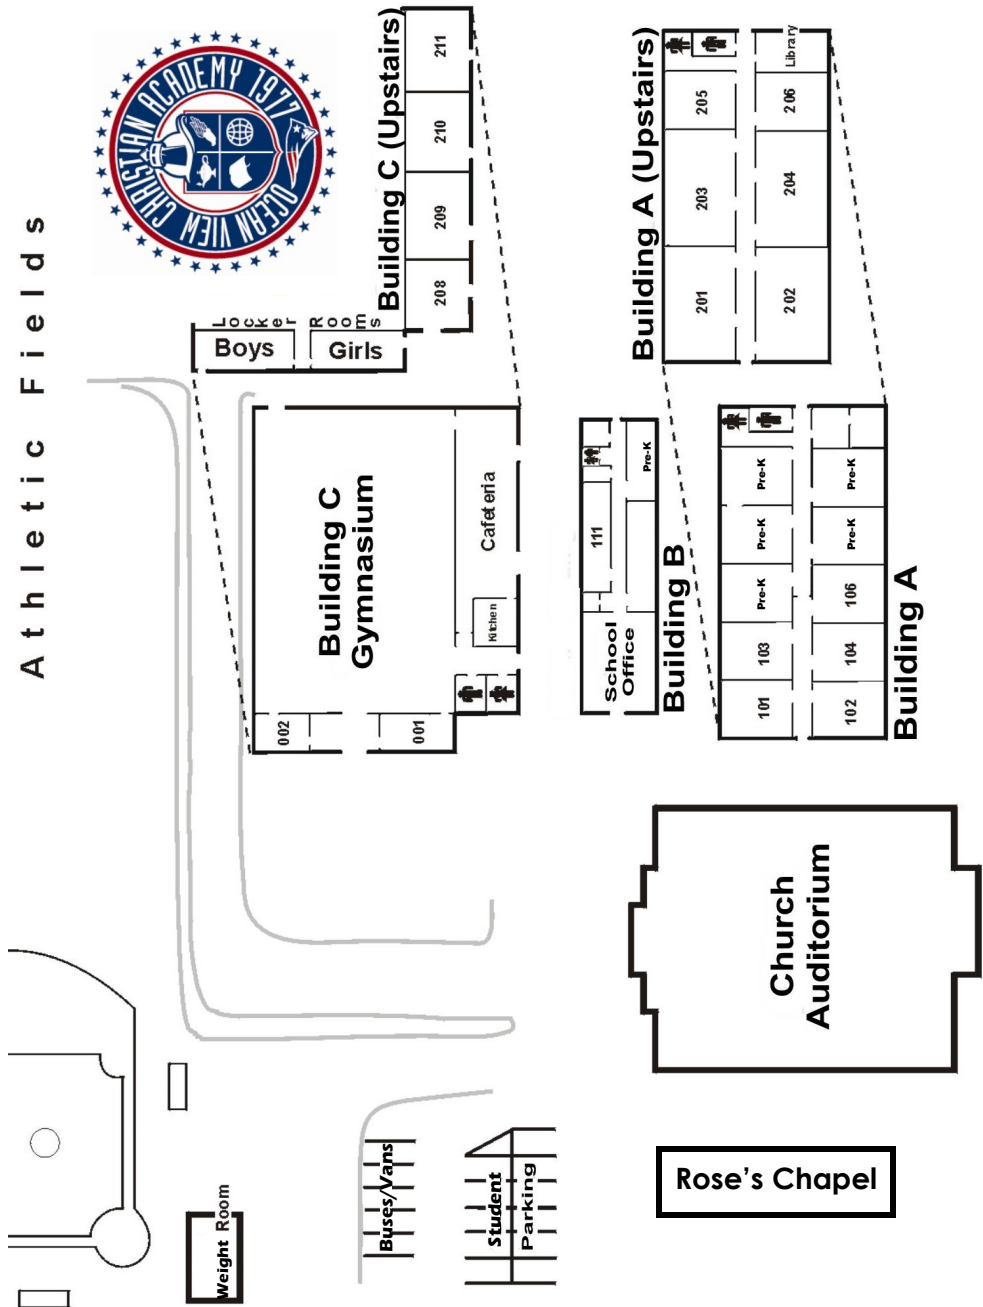 OCEAN VIEW CHRISTIAN ACADEMY 1977
Athletic Fields
Building C (Upstairs)
211
210
209
208
Locker Rooms
Boys
Girls
Building A (Upstairs)
205
203
201
Library
206
204
202
Building C
Gymnasium
Cafeteria
Kitchen
002
001
Building B
111
Pre-K
School
Office
Building A
Pre-K
Pre-K
Pre-K
103
101
Pre-K
Pre-K
106
104
102
Church
Auditorium
Rose's Chapel
Weight Room
Buses/Vans
Student
Parking